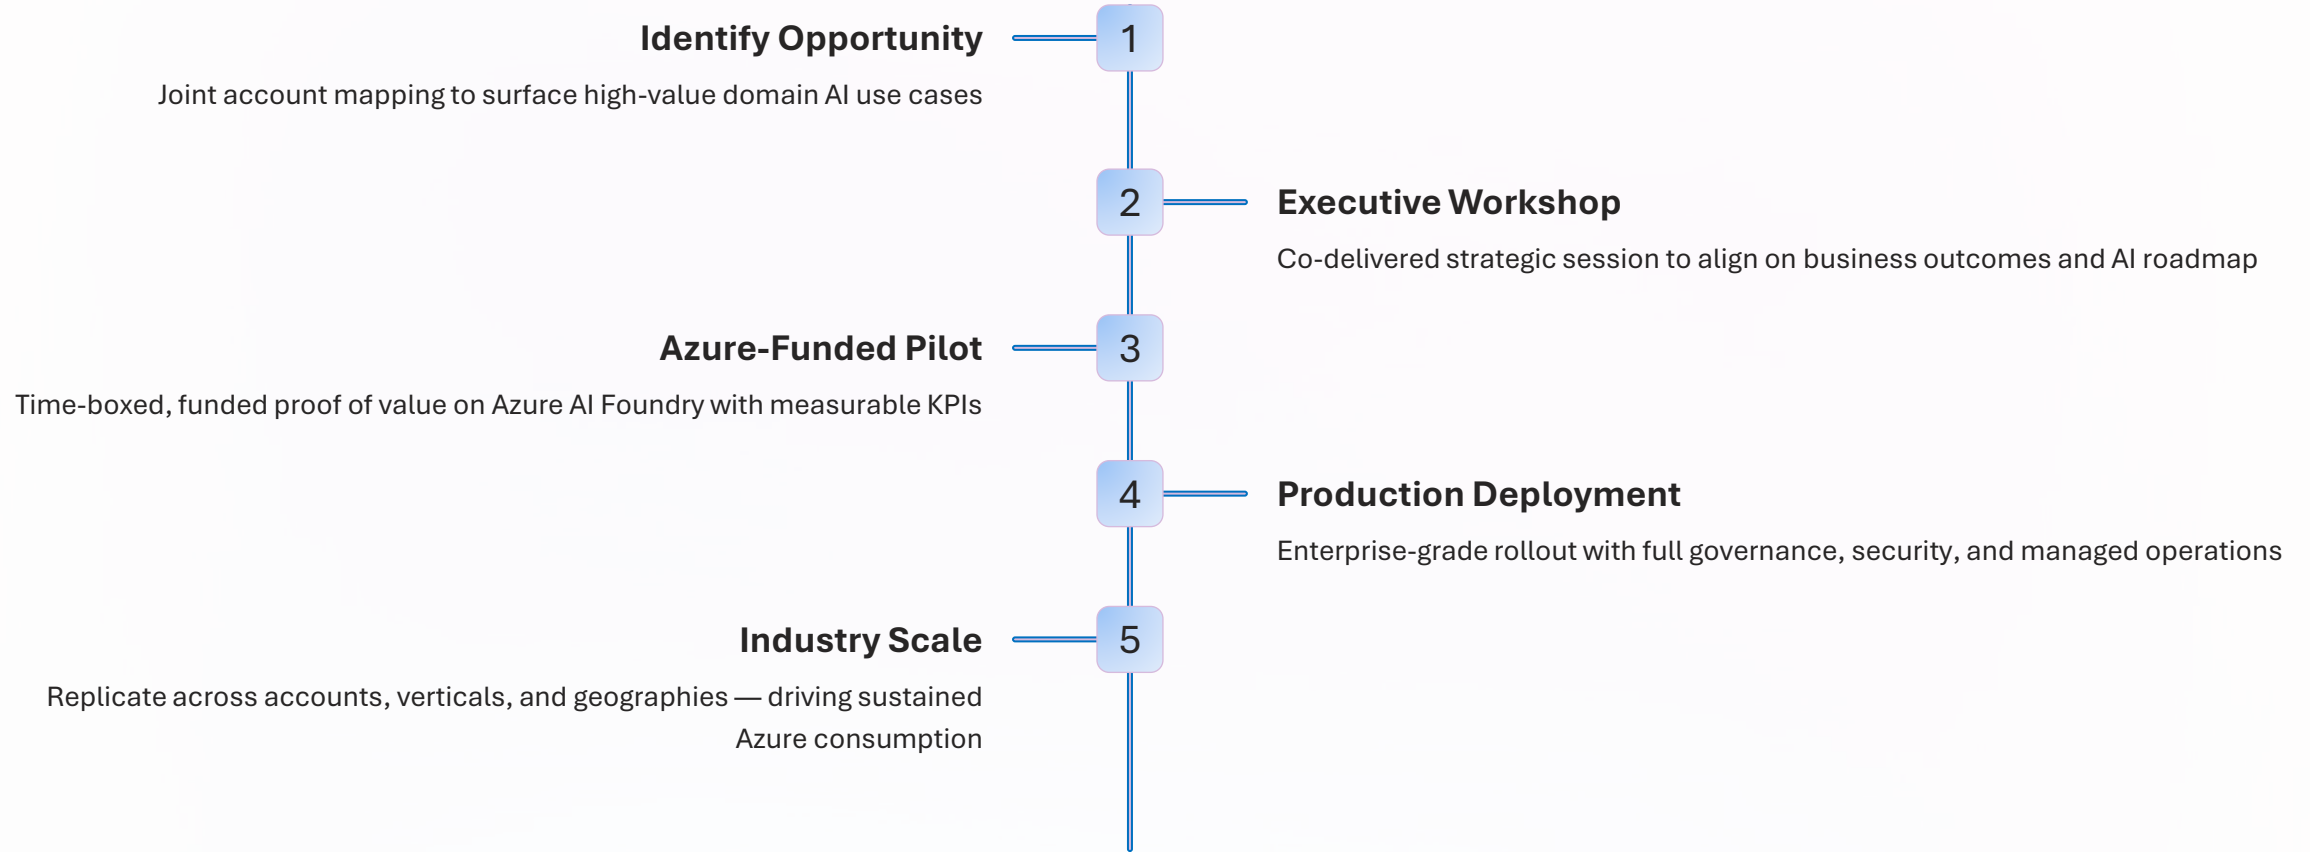 Identify Opportunity
1
Joint account mapping to surface high-value domain AI use cases
2
Executive Workshop
Co-delivered strategic session to align on business outcomes and AI roadmap
Azure-Funded Pilot
3
Time-boxed, funded proof of value on Azure AI Foundry with measurable KPIs
4
Production Deployment
Enterprise-grade rollout with full governance, security, and managed operations
Industry Scale
5
Replicate across accounts, verticals, and geographies — driving sustained
Azure consumption